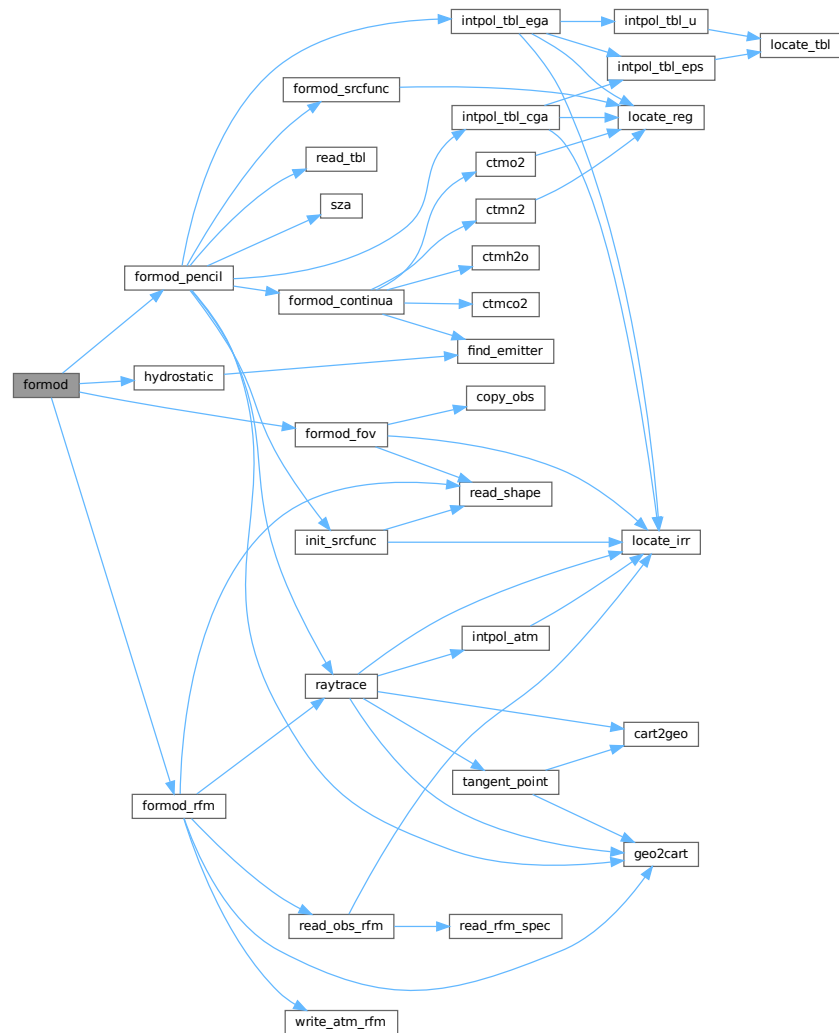 intpol_tbl_ega
intpol_tbl_u
locate_tbl
intpol_tbl_eps
formod_srcfunc
intpol_tbl_cga
locate_reg
read_tbl
ctmo2
sza
ctmn2
ctmh2o
formod_pencil
formod_continua
ctmco2
find_emitter
hydrostatic
formod
copy_obs
formod_fov
read_shape
init_srcfunc
locate_irr
intpol_atm
raytrace
cart2geo
tangent_point
formod_rfm
geo2cart
read_obs_rfm
read_rfm_spec
write_atm_rfm